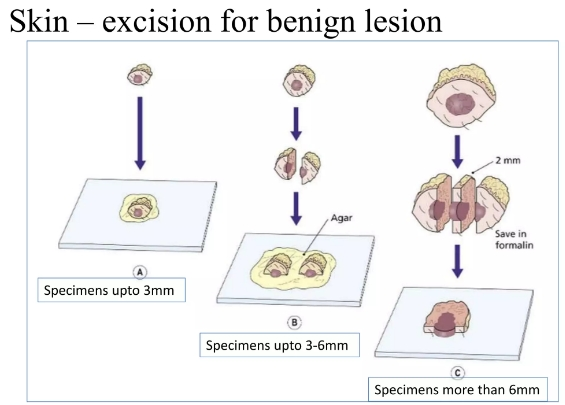 Skin – excision for benign lesion
2 mm
Agar
Save in
formalin
A
Specimens upto 3mm
B
Specimens upto 3-6mm
C
Specimens more than 6mm